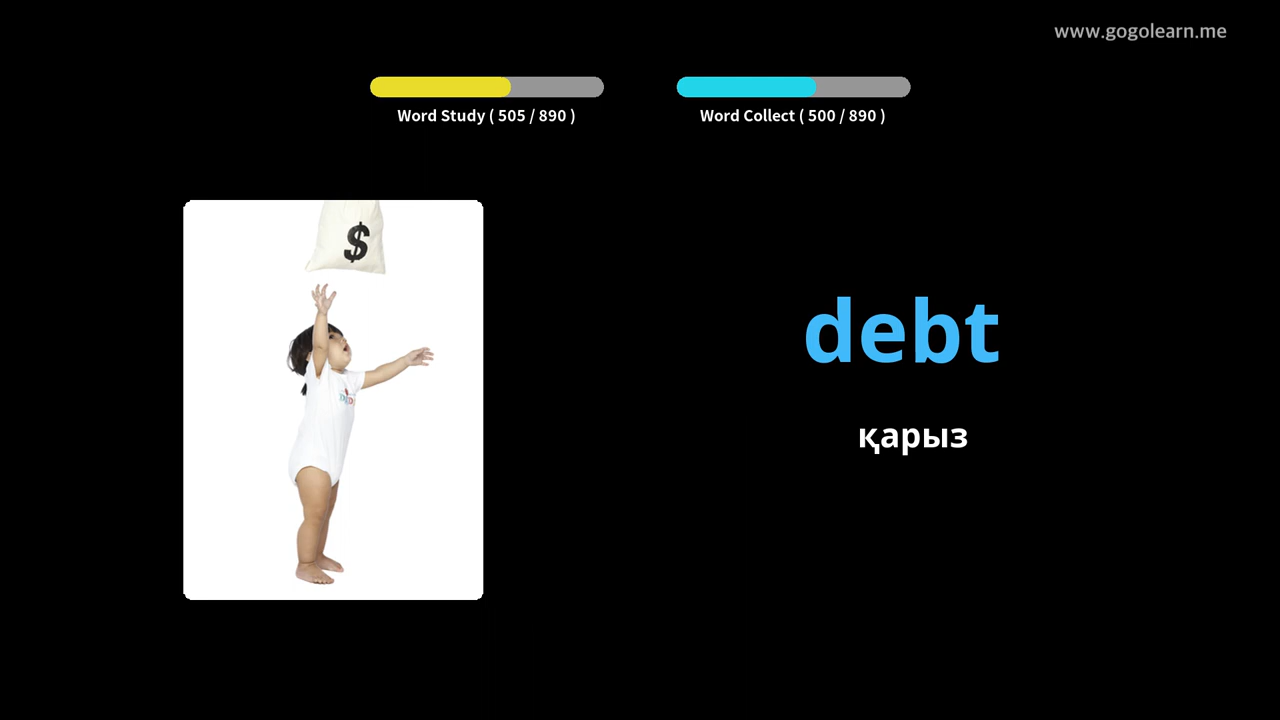 www.gogolearn.me
Word Study ( 505 / 890 )
Word Collect ( 500 / 890 )
$
debt
қарыз